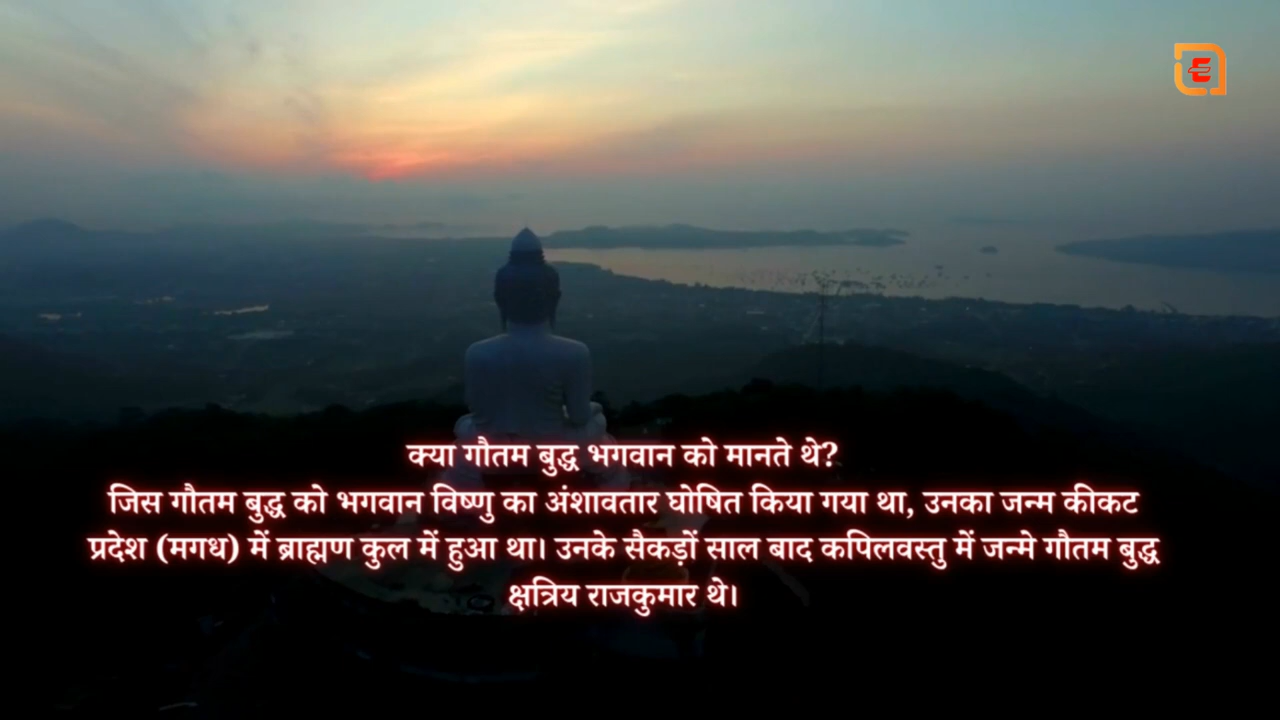 क्या गौतम बुद्ध भगवान को मानते थे?
जिस गौतम बुद्ध को भगवान विष्णु का अंशावतार घोषित किया गया था, उनका जन्म कीकट
प्रदेश (मगध) में ब्राह्मण कुल में हुआ था। उनके सैकड़ों साल बाद कपिलवस्तु में जन्मे गौतम बुद्ध
क्षत्रिय राजकुमार थे।
E